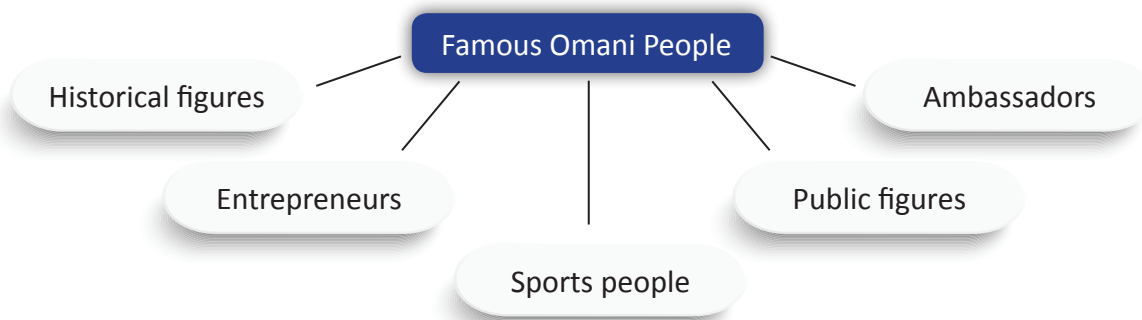 Famous Omani People
Historical figures
Ambassadors
Entrepreneurs
Public figures
Sports people